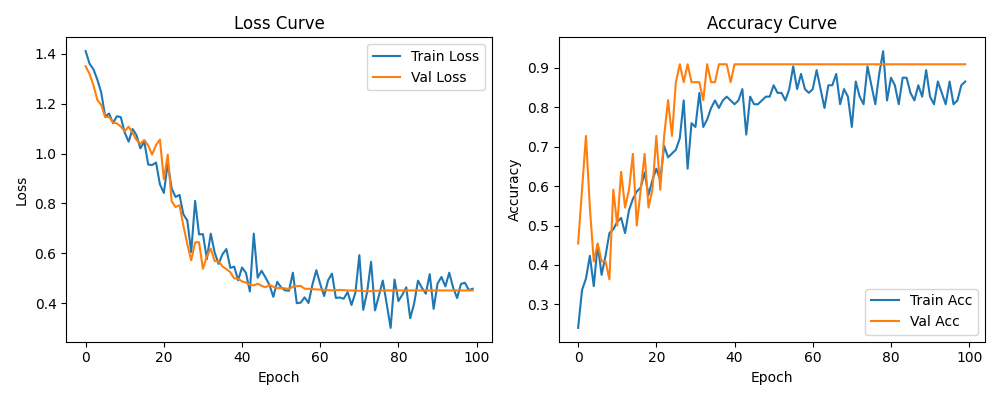 Loss Curve
Train Loss
Val Loss
1.4
1.2
1.0
0.8
0.6
0.4
Loss
0
20
40
60
80
100
Epoch
Accuracy Curve
0.9
0.8
0.7
0.6
0.5
0.4
0.3
Accuracy
Train Acc
Val Acc
0
20
40
60
80
100
Epoch